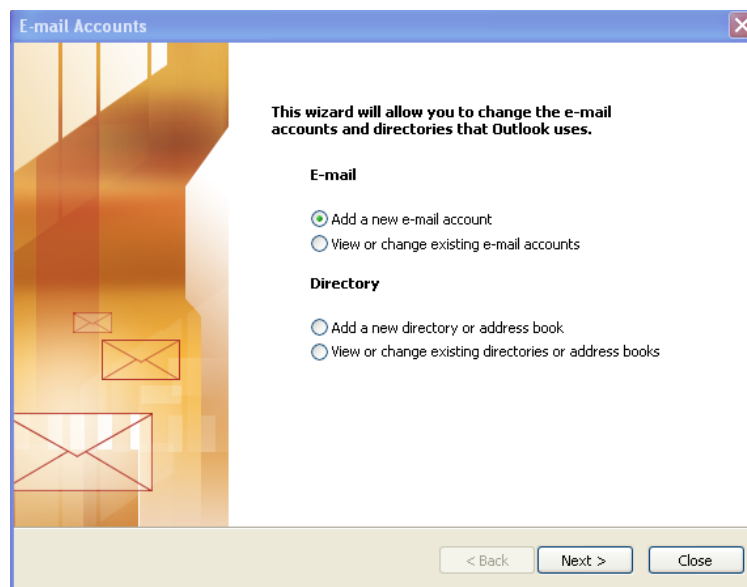 E-mail Accounts
This wizard will allow you to change the e-mail
accounts and directories that Outlook uses.
E-mail
Add a new e-mail account
View or change existing e-mail accounts
Directory
Add a new directory or address book
View or change existing directories or address books
< Back Next > Close